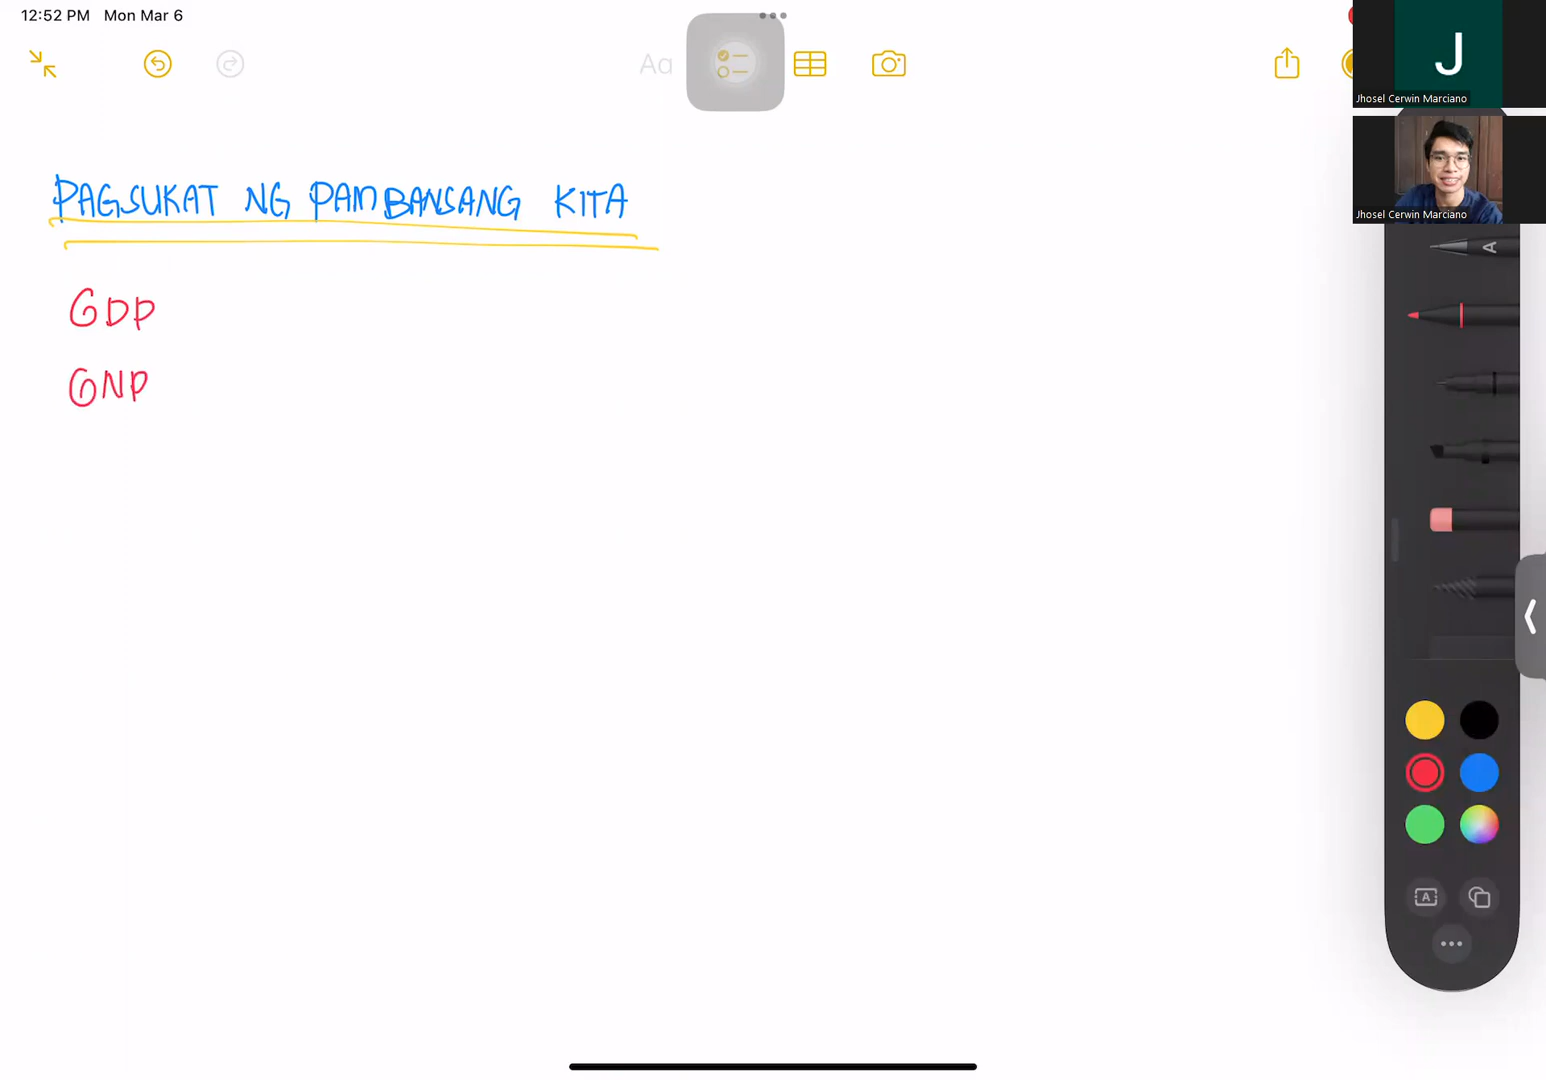 12:52 PM Mon Mar 6
Aa
J
Jhosel Cerwin Marciano
Jhosel Cerwin Marciano
PAGSUKAT NG PAMBANSANG KITA
GDP
GNP
A
A